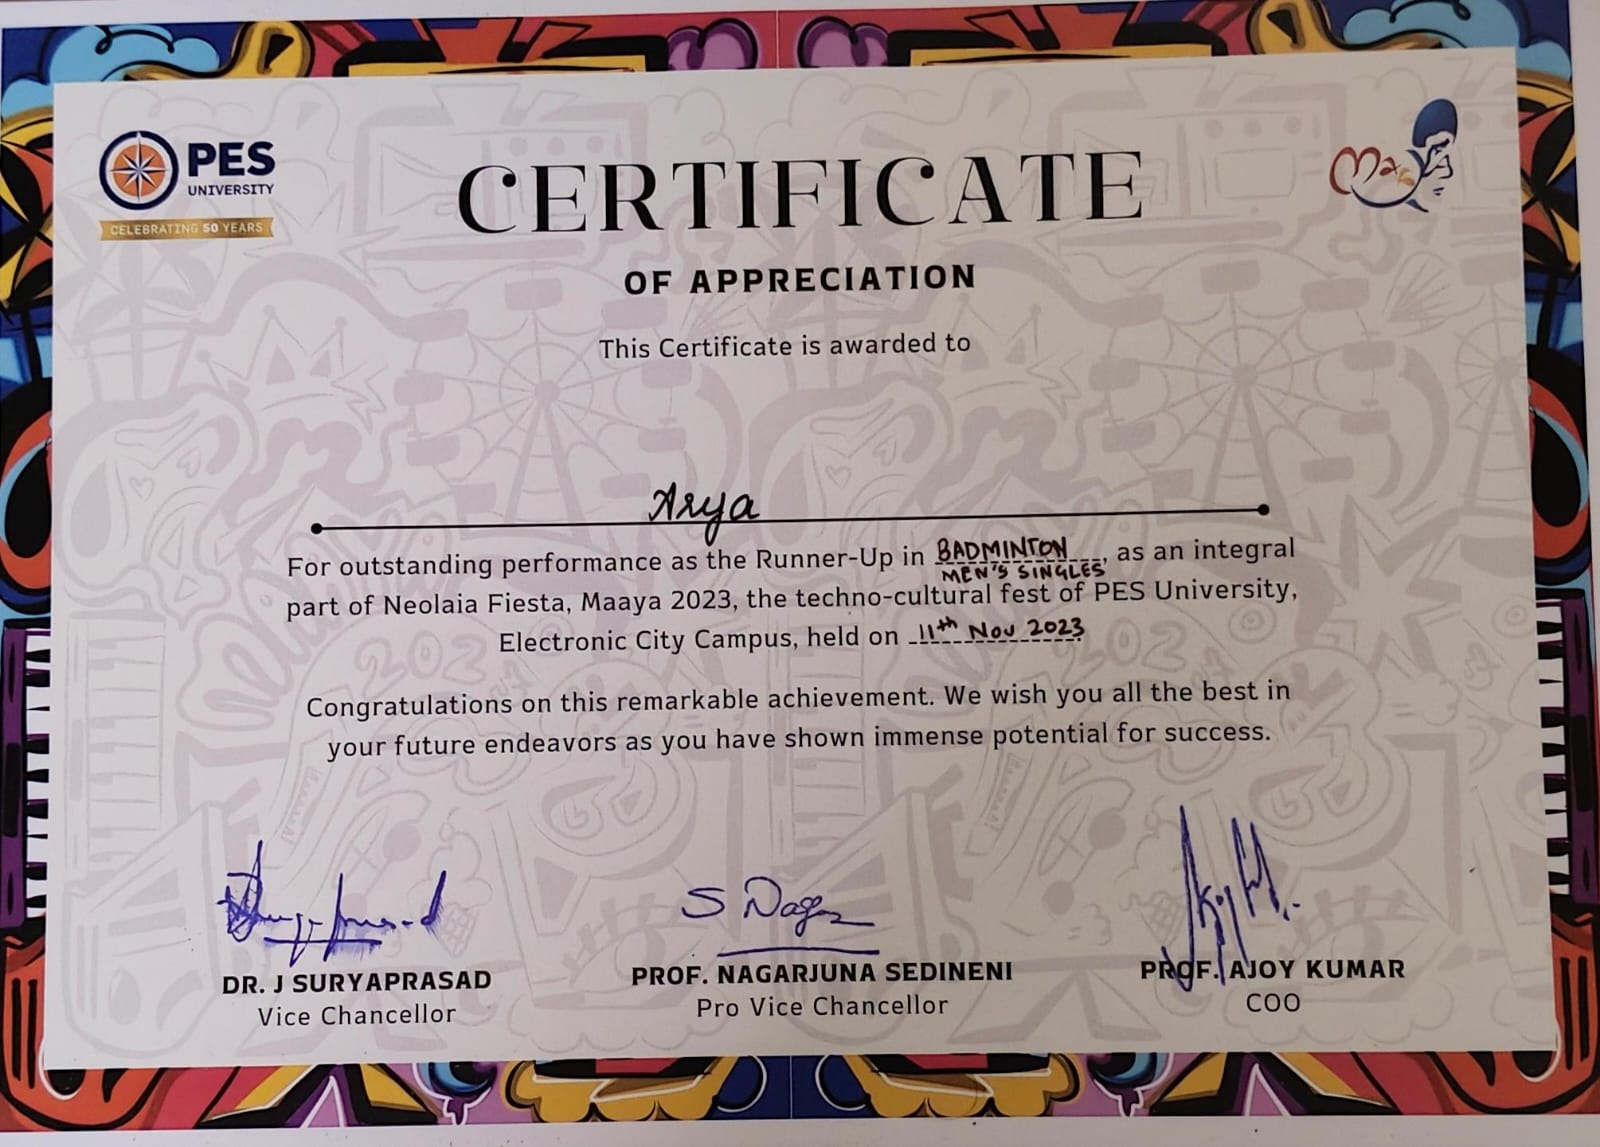 PES
UNIVERSITY
CELEBRATING 50 YEARS
Maaya
CERTIFICATE
OF APPRECIATION
This Certificate is awarded to
Arya
For outstanding performance as the Runner-Up in BADMINTON MEN'S SINGLES, as an integral
part of Neolaia Fiesta, Maaya 2023, the techno-cultural fest of PES University,
Electronic City Campus, held on 11th Nov 2023
Congratulations on this remarkable achievement. We wish you all the best in
your future endeavors as you have shown immense potential for success.
DR. J SURYAPRASAD
Vice Chancellor
S Nagar
PROF. NAGARJUNA SEDINENI
Pro Vice Chancellor
PROF. AJOY KUMAR
COO